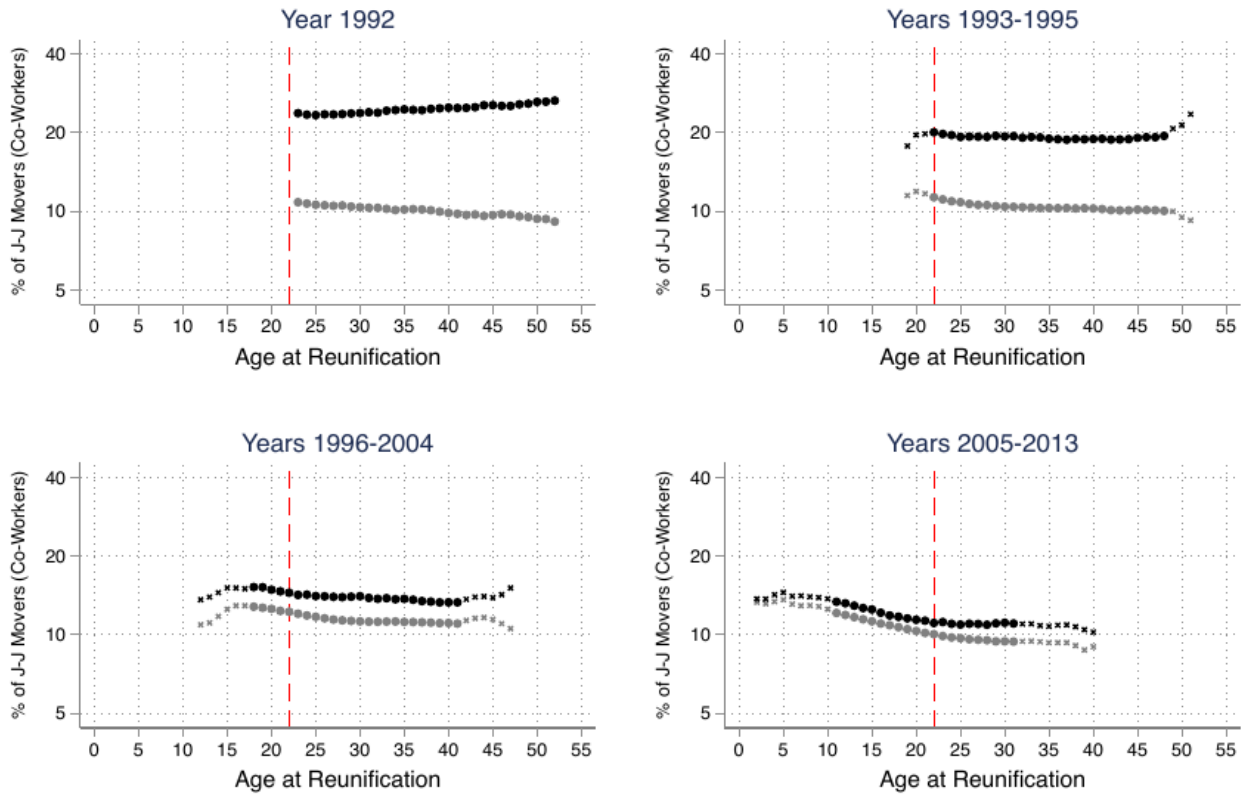 Year 1992
% of J-J Movers (Co-Workers)
40
20
10
5
0 5 10 15 20 25 30 35 40 45 50 55
Age at Reunification
Years 1993-1995
% of J-J Movers (Co-Workers)
40
20
10
5
0 5 10 15 20 25 30 35 40 45 50 55
Age at Reunification
Years 1996-2004
% of J-J Movers (Co-Workers)
40
20
10
5
0 5 10 15 20 25 30 35 40 45 50 55
Age at Reunification
Years 2005-2013
% of J-J Movers (Co-Workers)
40
20
10
5
0 5 10 15 20 25 30 35 40 45 50 55
Age at Reunification